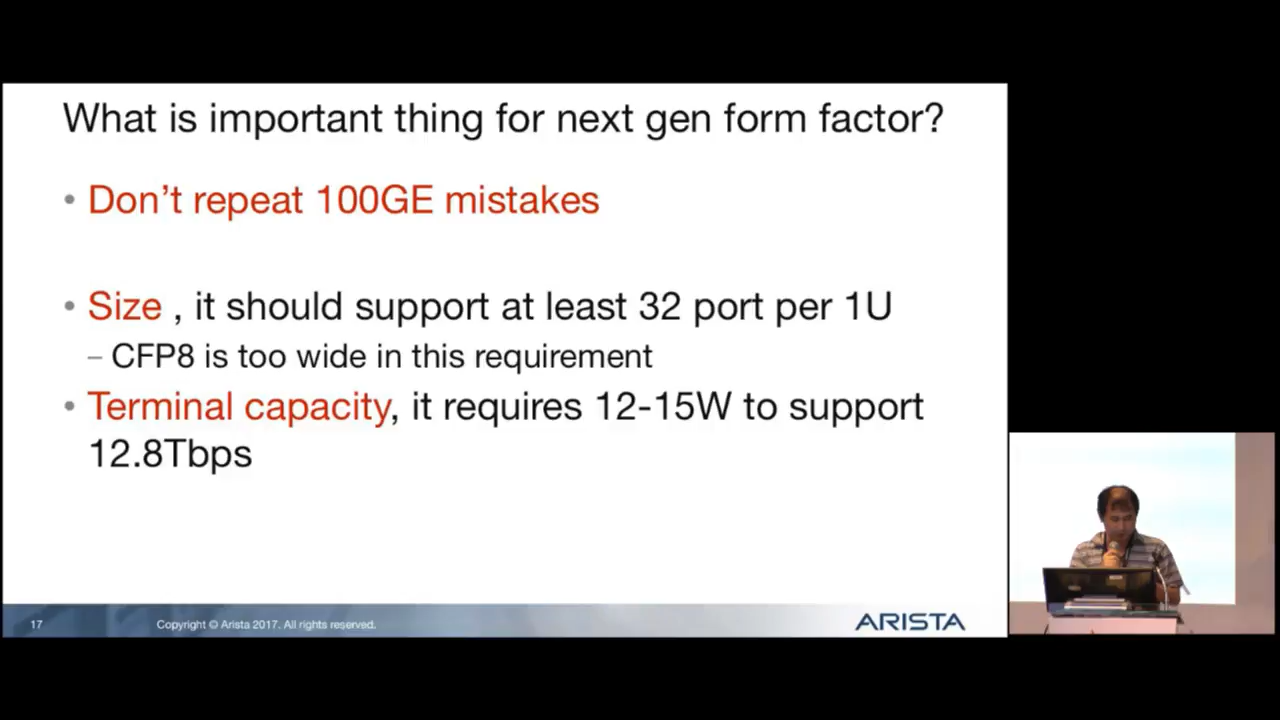 What is important thing for next gen form factor?
• Don't repeat 100GE mistakes
• Size , it should support at least 32 port per 1U
– CFP8 is too wide in this requirement
• Terminal capacity, it requires 12-15W to support
12.8Tbps
17
Copyright © Arista 2017. All rights reserved.
ARISTA